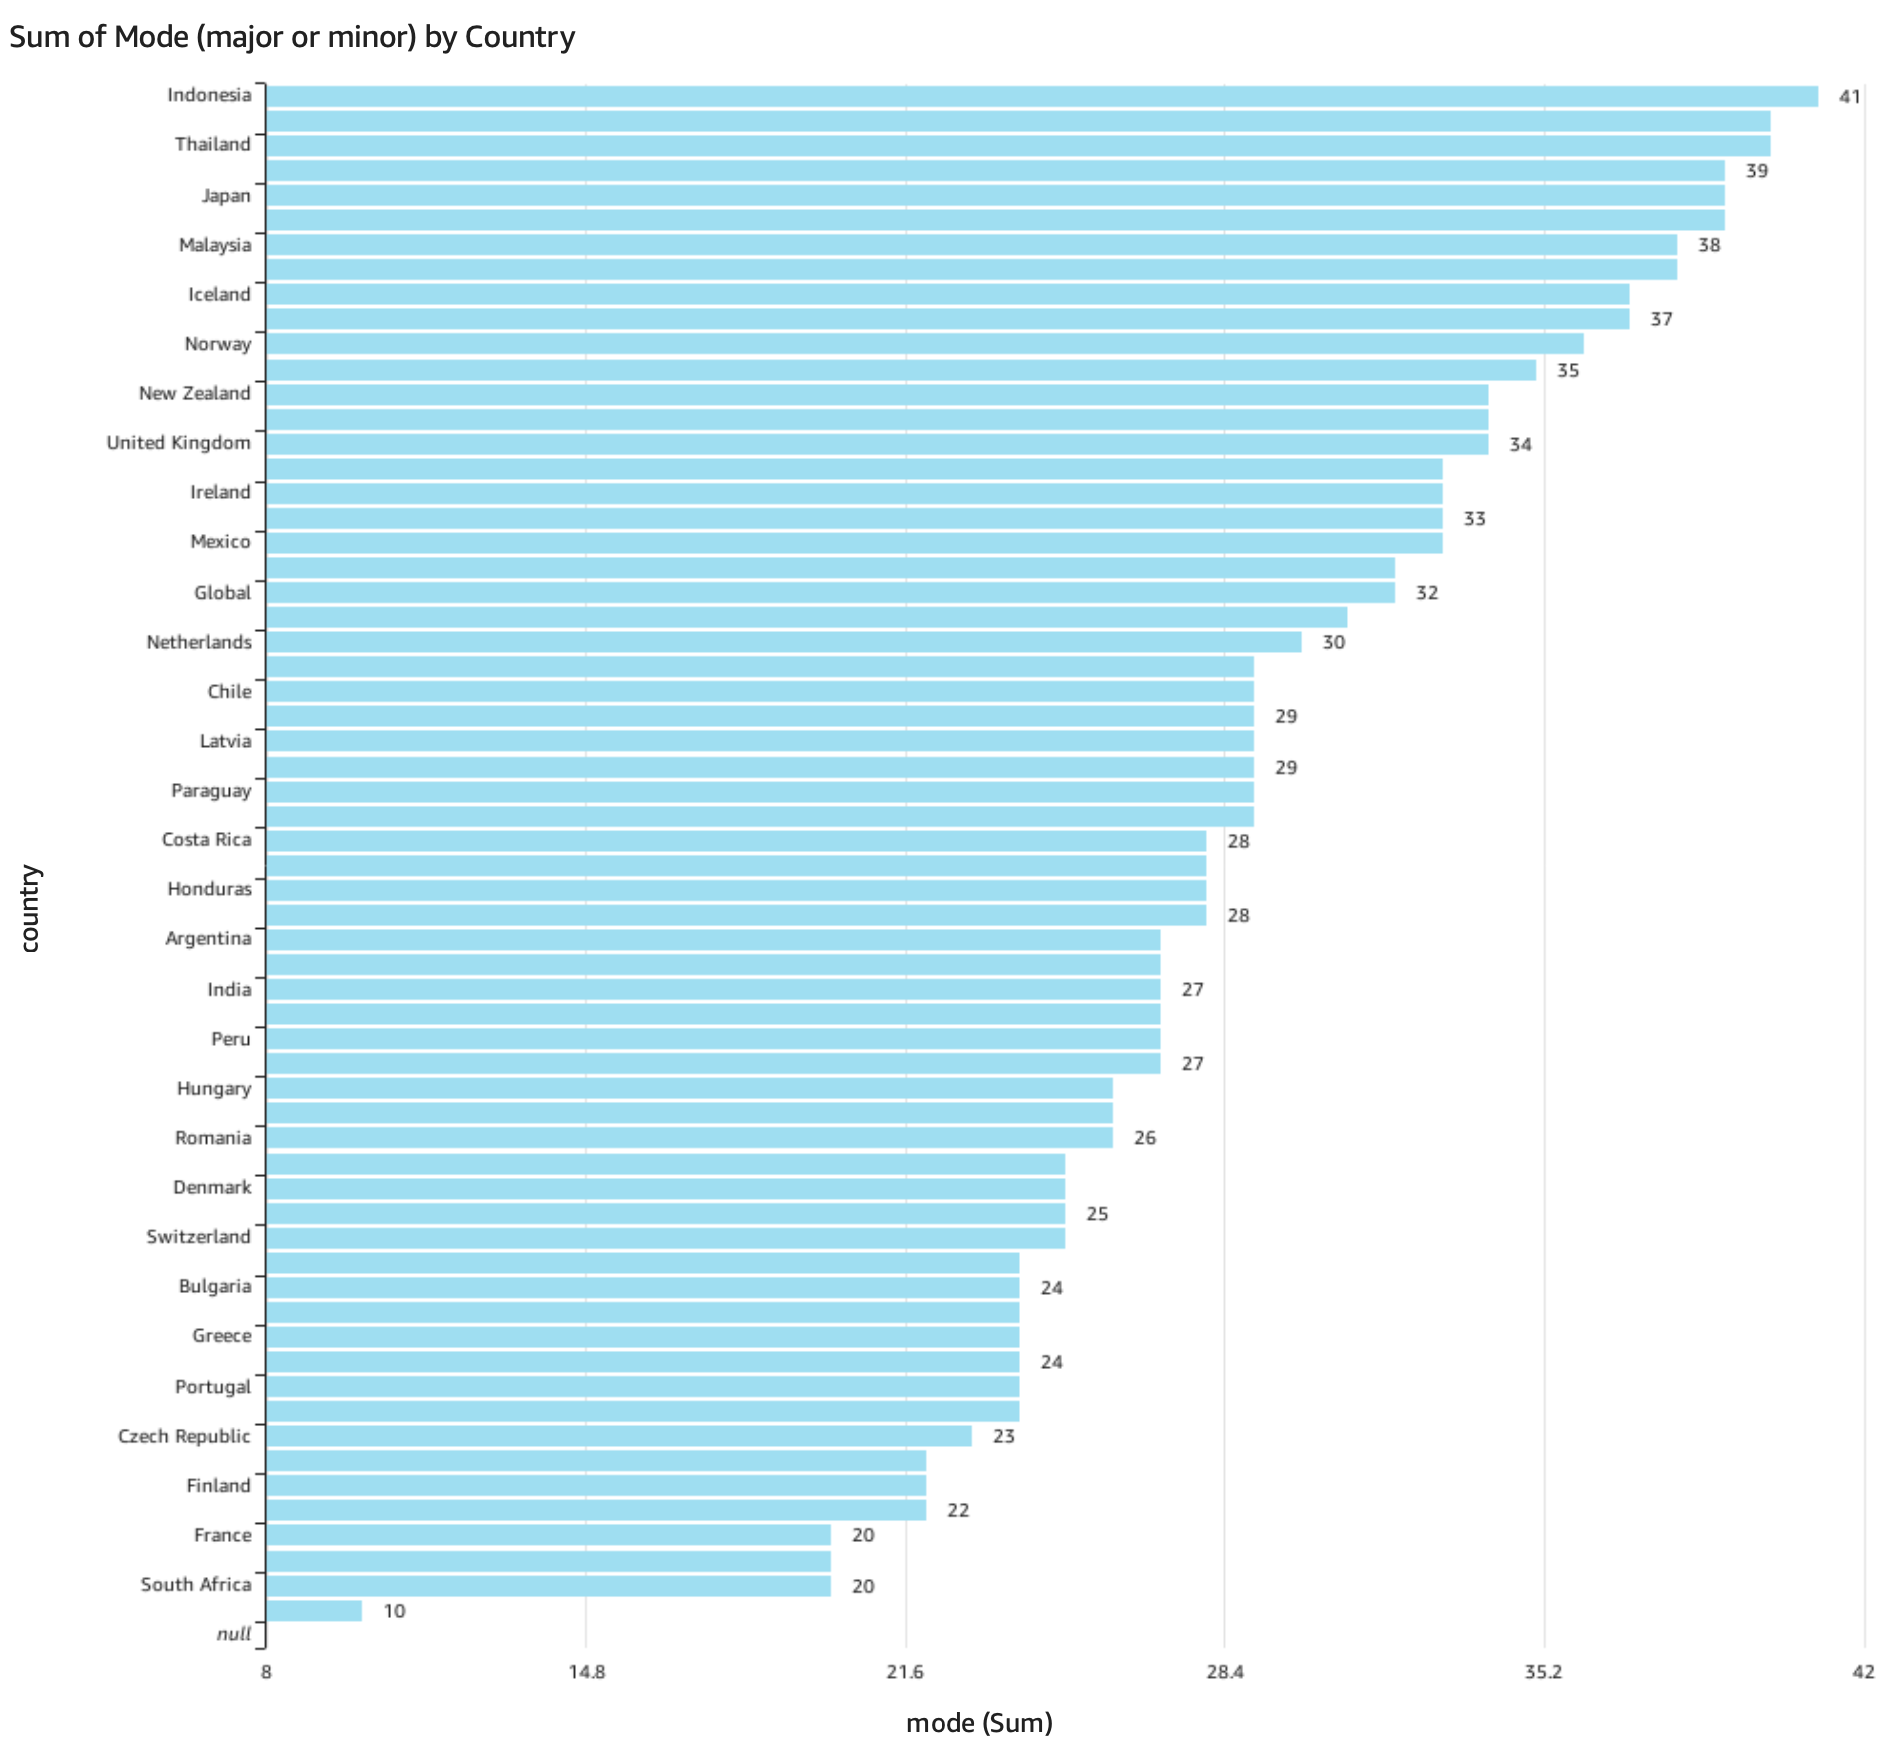 Sum of Mode (major or minor) by Country
Indonesia 41
Thailand
39
Japan
Malaysia 38
Iceland
37
Norway
35
New Zealand
United Kingdom 34
Ireland
33
Mexico
Global 32
Netherlands 30
Chile
29
Latvia
29
Paraguay
Costa Rica 28
Honduras
28
Argentina
India 27
Peru
27
Hungary
Romania 26
Denmark
25
Switzerland
Bulgaria 24
Greece
24
Portugal
Czech Republic 23
Finland
22
France 20
South Africa 20
10
null
country
8 14.8 21.6 28.4 35.2 42
mode (Sum)